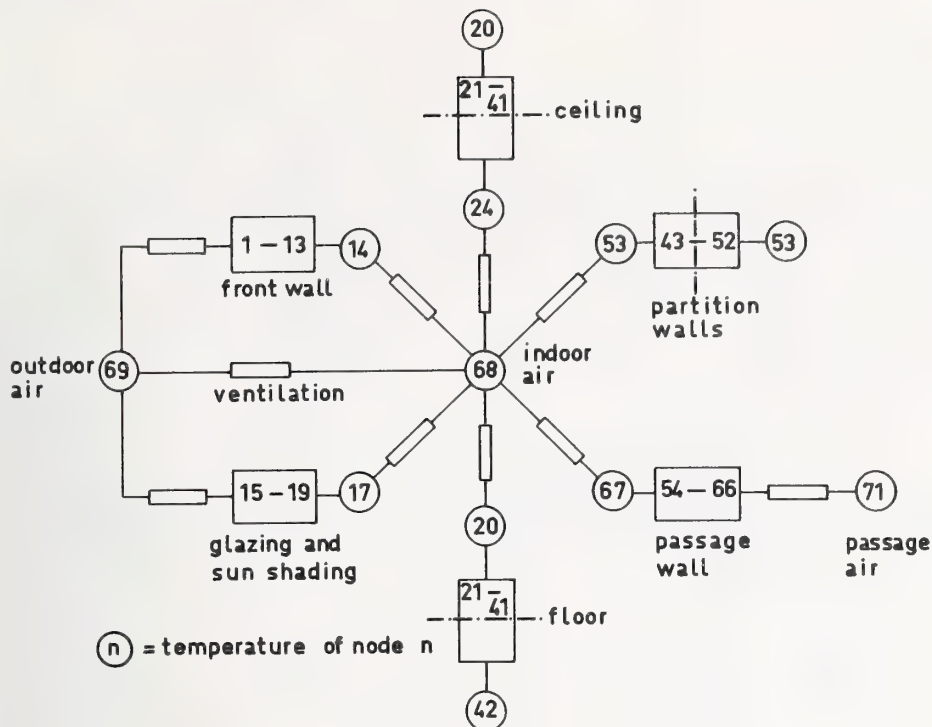 20
21-
41
ceiling
24
1-13
14
front wall
53
43-52
53
partition
walls
outdoor
air
69
ventilation
68
indoor
air
15-19
17
glazing and
sun shading
20
67
54-66
71
passage
wall
passage
air
21-
41
floor
n = temperature of node n
42